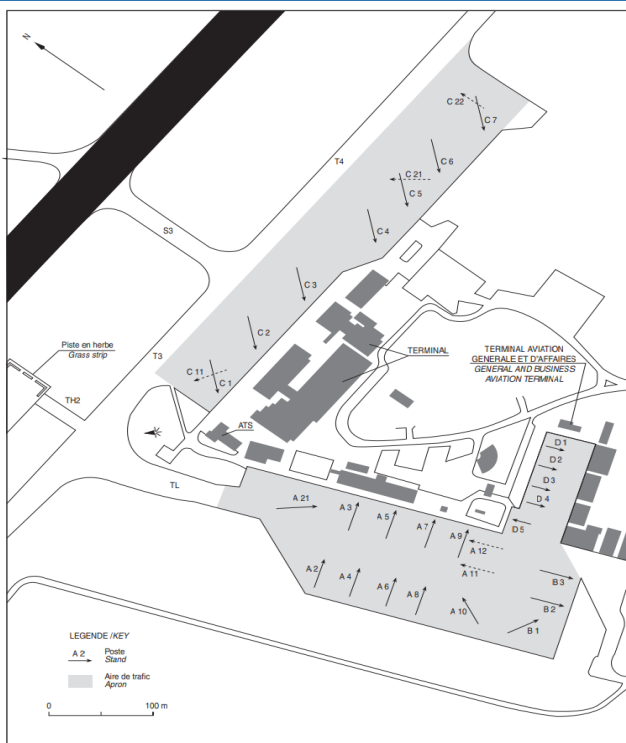 N
C 22
C 7
T4
C 6
C 21
C 5
S3
C 4
C 3
Piste en herbe
Grass strip
C 2
TERMINAL
TERMINAL AVIATION
GENERALE ET D'AFFAIRES
GENERAL AND BUSINESS
AVIATION TERMINAL
T3
C 11
C 1
TH2
ATS
D 1
D 2
D 3
D 4
TL
A 21
A 3
A 5
A 7
A 9
D 5
A 12
A 2
A 4
A 6
A 8
A 11
A 10
B 3
B 2
B 1
LEGENDE /KEY
A 2
Poste
Stand
Aire de trafic
Apron
0
100 m